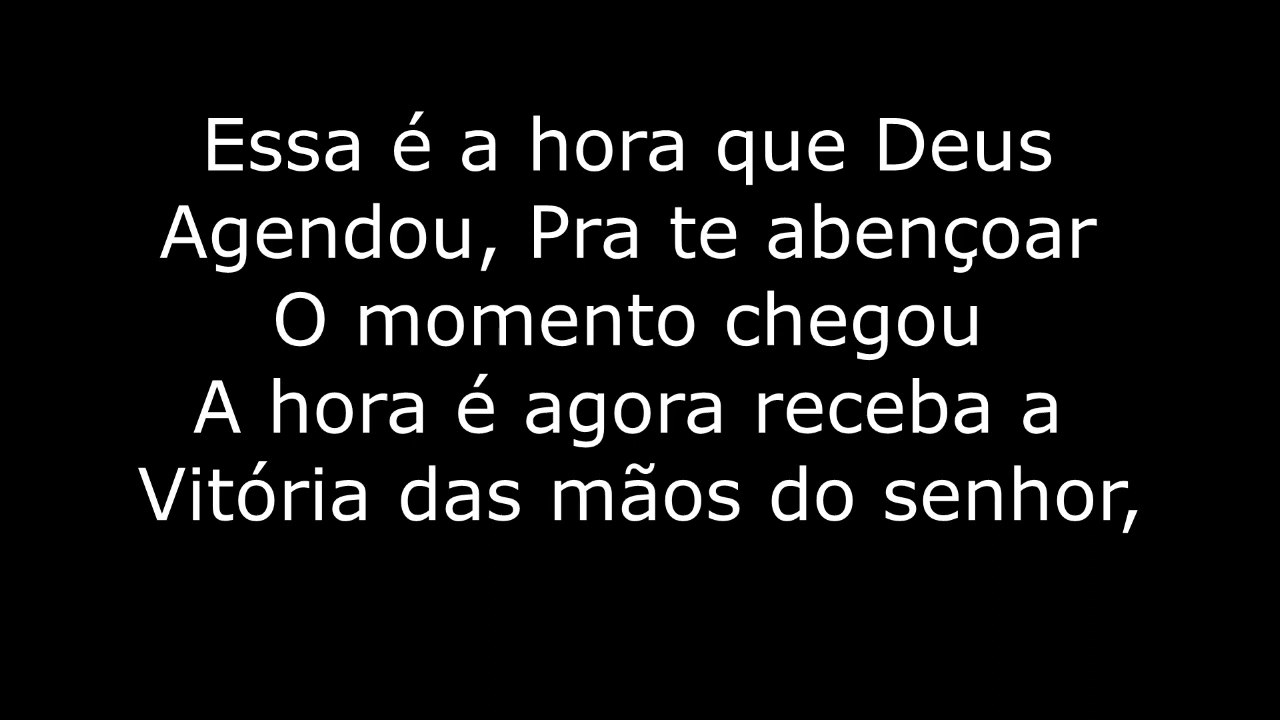 Essa é a hora que Deus
Agendou, Pra te abençoar
O momento chegou
A hora é agora receba a
Vitória das mãos do senhor,